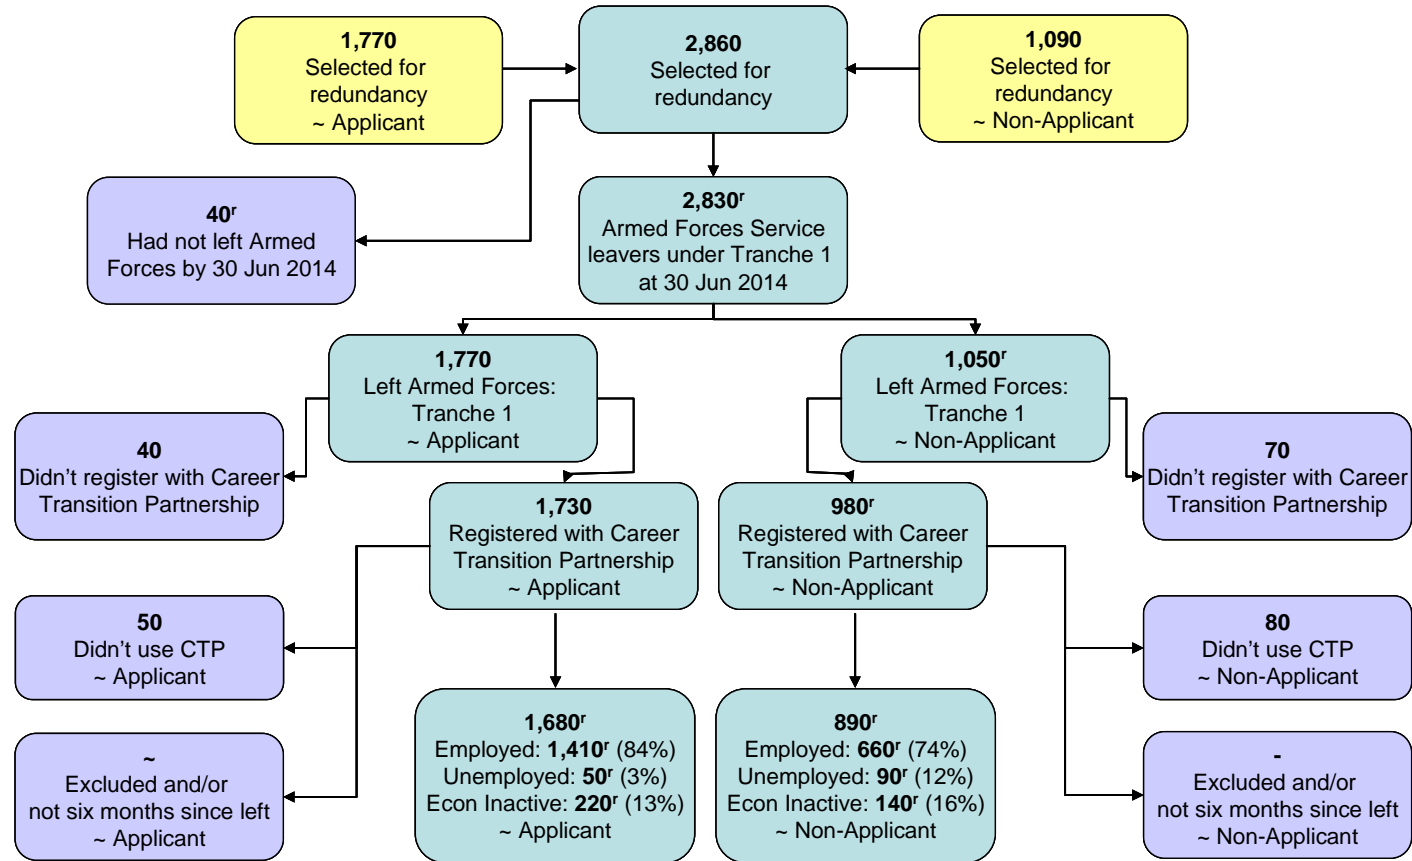 1,770
Selected for
redundancy
~ Applicant
2,860
Selected for
redundancy
1,090
Selected for
redundancy
~ Non-Applicant
40ʳ
Had not left Armed
Forces by 30 Jun 2014
2,830ʳ
Armed Forces Service
leavers under Tranche 1
at 30 Jun 2014
1,770
Left Armed Forces:
Tranche 1
~ Applicant
1,050ʳ
Left Armed Forces:
Tranche 1
~ Non-Applicant
40
Didn't register with Career
Transition Partnership
70
Didn't register with Career
Transition Partnership
1,730
Registered with Career
Transition Partnership
~ Applicant
980ʳ
Registered with Career
Transition Partnership
~ Non-Applicant
50
Didn't use CTP
~ Applicant
80
Didn't use CTP
~ Non-Applicant
1,680ʳ
Employed: 1,410ʳ (84%)
Unemployed: 50ʳ (3%)
Econ Inactive: 220ʳ (13%)
~ Applicant
890ʳ
Employed: 660ʳ (74%)
Unemployed: 90ʳ (12%)
Econ Inactive: 140ʳ (16%)
~ Non-Applicant
~
Excluded and/or
not six months since left
~ Applicant
-
Excluded and/or
not six months since left
~ Non-Applicant